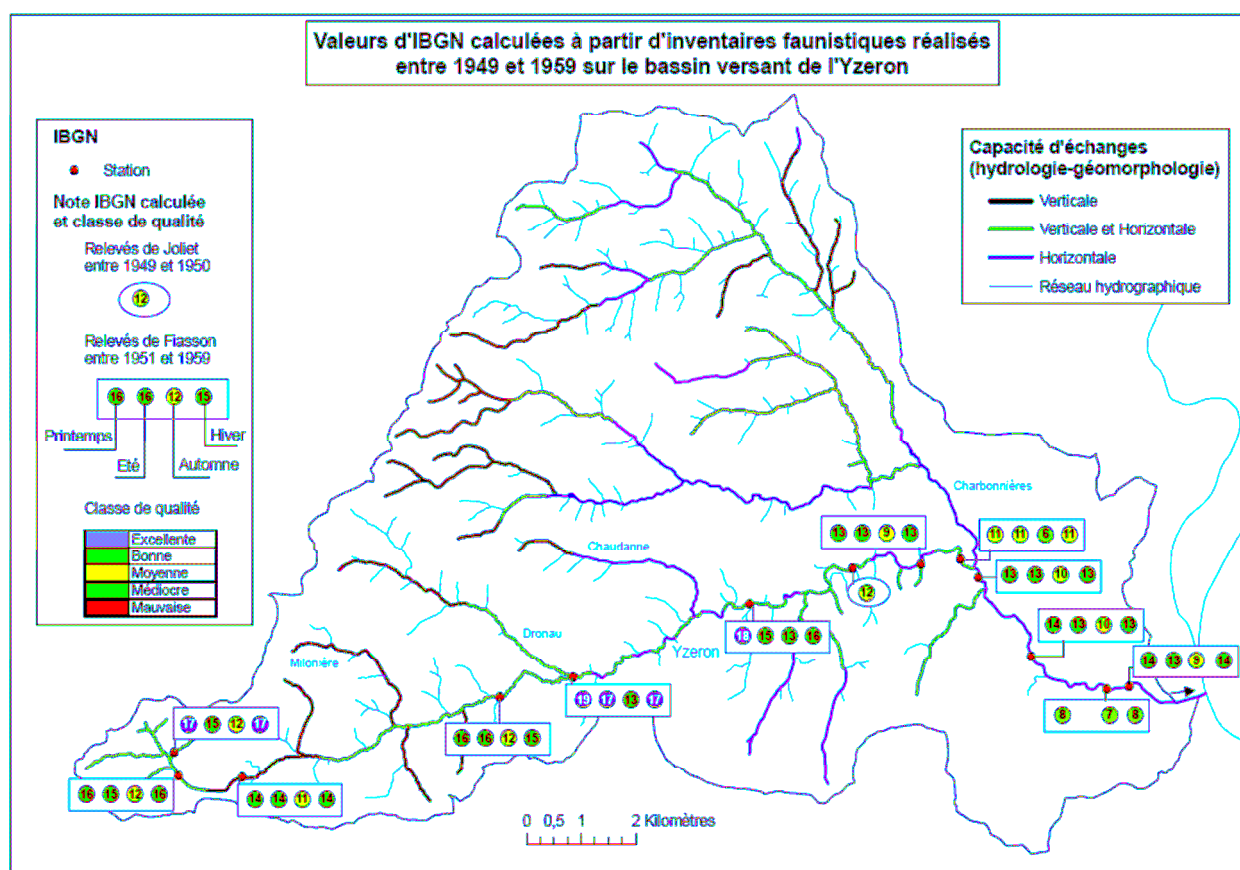 Valeurs d'IBGN calculées à partir d'inventaires faunistiques réalisés
entre 1949 et 1959 sur le bassin versant de l'Yzeron
IBGN
Station
Note IBGN calculée
et classe de qualité
Relevés de Joliet
entre 1949 et 1950
12
Relevés de Fiasson
entre 1951 et 1959
16 16 12 15
Printemps
Hiver
Eté
Automne
Classe de qualité
Excellente
Bonne
Moyenne
Médiocre
Mauvaise
Capacité d'échanges
(hydrologie-géomorphologie)
Verticale
Verticale et Horizontale
Horizontale
Réseau hydrographique
Charbonnières
13 13 9 13
11 11 6 11
Chaudanne
13 13 10 13
12
Dronau
15 13 16
Yzeron
14 13 10 13
Milonière
14 13 9 14
19 17 13 17
8 7 8
17 15 12 17
16 16 12 15
16 15 12 16
14 14 11 14
0 0,5 1 2 Kilomètres